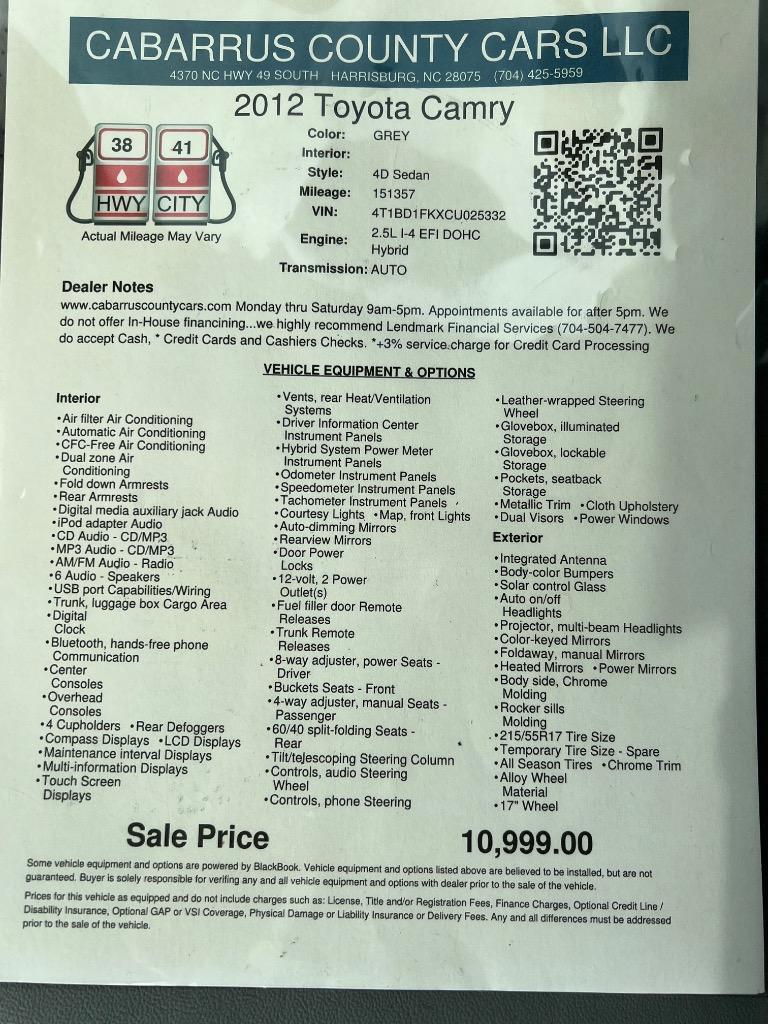 CABARRUS COUNTY CARS LLC
4370 NC HWY 49 SOUTH HARRISBURG, NC 28075 (704) 425-5959
2012 Toyota Camry
38 41
HWY CITY
Actual Mileage May Vary
Color: GREY
Interior:
Style: 4D Sedan
Mileage: 151357
VIN: 4T1BD1FKXCU025332
Engine: 2.5L I-4 EFI DOHC
Hybrid
Transmission: AUTO
Dealer Notes
www.cabarruscountycars.com Monday thru Saturday 9am-5pm. Appointments available for after 5pm. We
do not offer In-House financining...we highly recommend Lendmark Financial Services (704-504-7477). We
do accept Cash, * Credit Cards and Cashiers Checks. *+3% service charge for Credit Card Processing
VEHICLE EQUIPMENT & OPTIONS
Interior
•Air filter Air Conditioning
•Automatic Air Conditioning
•CFC-Free Air Conditioning
•Dual zone Air
Conditioning
•Fold down Armrests
•Rear Armrests
•Digital media auxiliary jack Audio
•iPod adapter Audio
•CD Audio - CD/MP3
•MP3 Audio - CD/MP3
•AM/FM Audio - Radio
•6 Audio - Speakers
•USB port Capabilities/Wiring
•Trunk, luggage box Cargo Area
•Digital
Clock
•Bluetooth, hands-free phone
Communication
•Center
Consoles
•Overhead
Consoles
•4 Cupholders •Rear Defoggers
•Compass Displays •LCD Displays
•Maintenance interval Displays
•Multi-information Displays
•Touch Screen
Displays
•Vents, rear Heat/Ventilation
Systems
•Driver Information Center
Instrument Panels
•Hybrid System Power Meter
Instrument Panels
•Odometer Instrument Panels
•Speedometer Instrument Panels
•Tachometer Instrument Panels
•Courtesy Lights •Map, front Lights
•Auto-dimming Mirrors
•Rearview Mirrors
•Door Power
Locks
•12-volt, 2 Power
Outlet(s)
•Fuel filler door Remote
Releases
•Trunk Remote
Releases
•8-way adjuster, power Seats -
Driver
•Buckets Seats - Front
•4-way adjuster, manual Seats -
Passenger
•60/40 split-folding Seats -
Rear
•Tilt/telescoping Steering Column
•Controls, audio Steering
Wheel
•Controls, phone Steering
•Leather-wrapped Steering
Wheel
•Glovebox, illuminated
Storage
•Glovebox, lockable
Storage
•Pockets, seatback
Storage
•Metallic Trim •Cloth Upholstery
•Dual Visors •Power Windows
Exterior
•Integrated Antenna
•Body-color Bumpers
•Solar control Glass
•Auto on/off
Headlights
•Projector, multi-beam Headlights
•Color-keyed Mirrors
•Foldaway, manual Mirrors
•Heated Mirrors •Power Mirrors
•Body side, Chrome
Molding
•Rocker sills
Molding
•215/55R17 Tire Size
•Temporary Tire Size - Spare
•All Season Tires •Chrome Trim
•Alloy Wheel
Material
•17" Wheel
Sale Price 10,999.00
Some vehicle equipment and options are powered by BlackBook. Vehicle equipment and options listed above are believed to be installed, but are not
guaranteed. Buyer is solely responsible for verifing any and all vehicle equipment and options with dealer prior to the sale of the vehicle.
Prices for this vehicle as equipped and do not include charges such as: License, Title and/or Registration Fees, Finance Charges, Optional Credit Line /
Disability Insurance, Optional GAP or VSI Coverage, Physical Damage or Liability Insurance or Delivery Fees. Any and all differences must be addressed
prior to the sale of the vehicle.